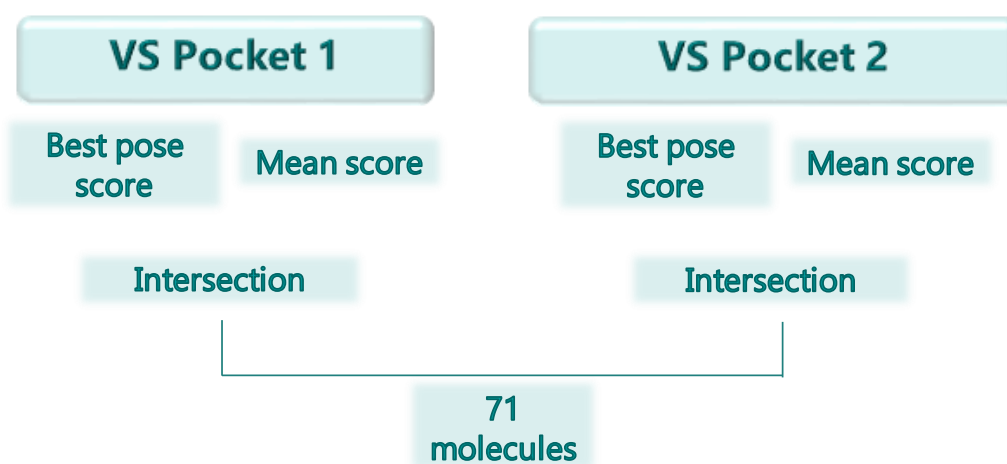 VS Pocket 1
VS Pocket 2
Best pose
score
Mean score
Best pose
score
Mean score
Intersection
Intersection
71
molecules